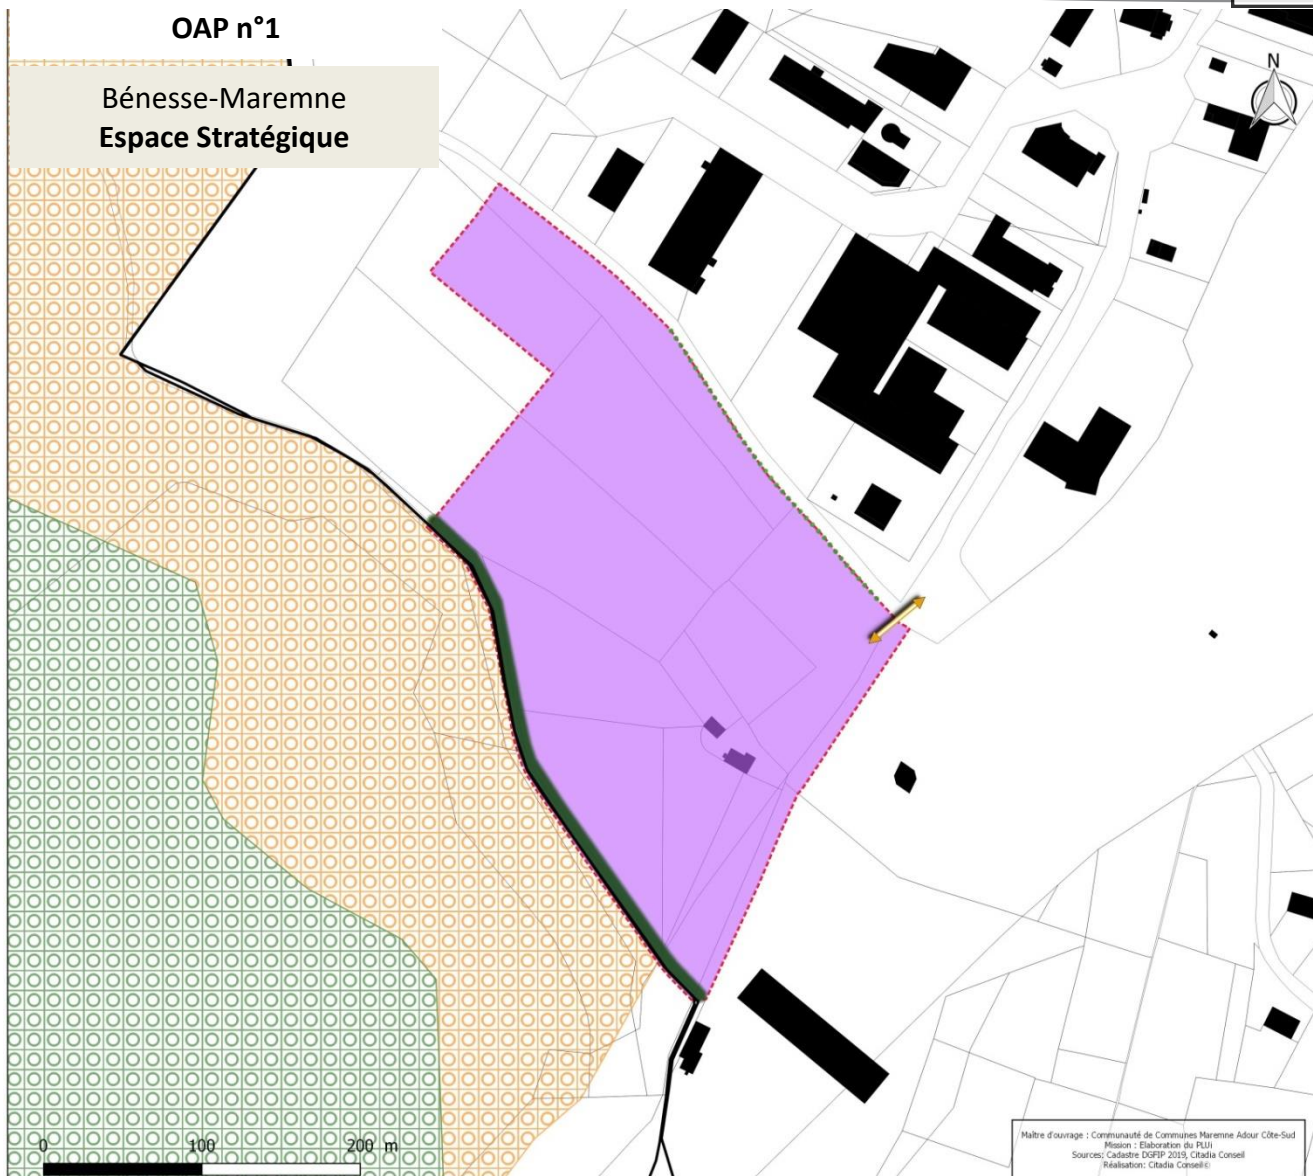 OAP n°1
Bénesse-Maremne
Espace Stratégique
N
0 100 200 m
Maître d'ouvrage : Communauté de Communes Maremne Adour Côte-Sud
Mission : Elaboration du PLUi
Sources: Cadastre DGFIP 2019, Citadia Conseil
Réalisation: Citadia Conseil©